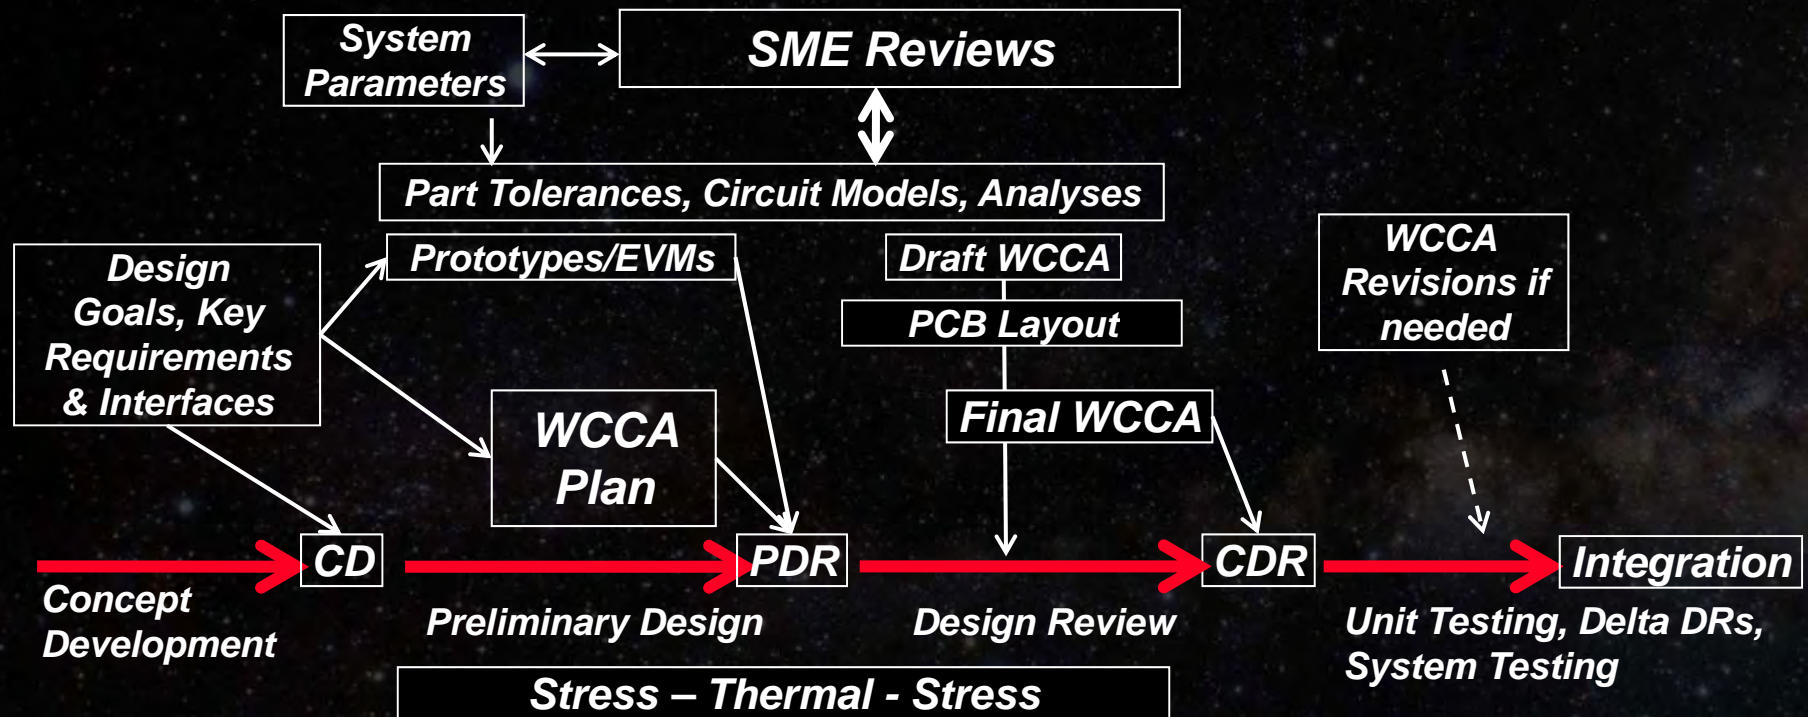 System
Parameters
SME Reviews
Part Tolerances, Circuit Models, Analyses
Design
Goals, Key
Requirements
& Interfaces
Prototypes/EVMs
Draft WCCA
PCB Layout
WCCA
Revisions if
needed
WCCA
Plan
Final WCCA
CD
PDR
CDR
Integration
Concept
Development
Preliminary Design
Design Review
Unit Testing, Delta DRs,
System Testing
Stress – Thermal - Stress